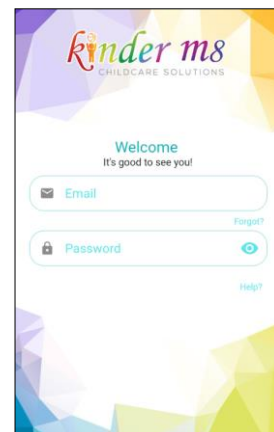 kinder m8
CHILDCARE SOLUTIONS
Welcome
It's good to see you!
Email
Forgot?
Password
Help?